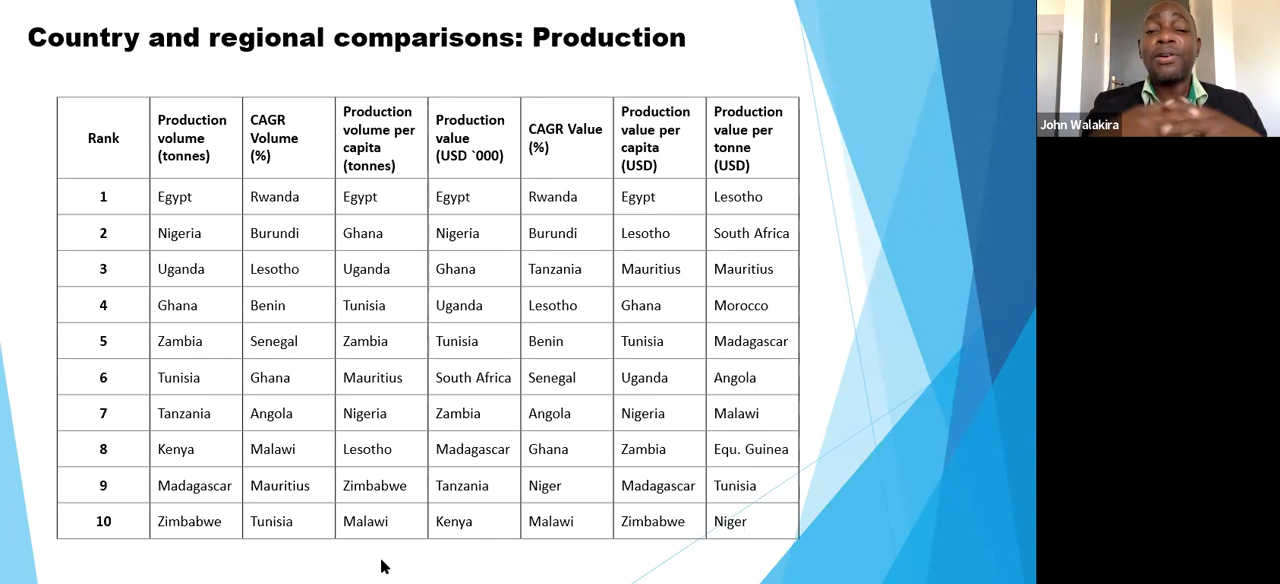 Country and regional comparisons: Production
John Walakira
Rank Production volume (tonnes) CAGR Volume (%) Production volume per capita (tonnes) Production value (USD `000) CAGR Value (%) Production value per capita (USD) Production value per tonne (USD)
1 Egypt Rwanda Egypt Egypt Rwanda Egypt Lesotho
2 Nigeria Burundi Ghana Nigeria Burundi Lesotho South Africa
3 Uganda Lesotho Uganda Ghana Tanzania Mauritius Mauritius
4 Ghana Benin Tunisia Uganda Lesotho Ghana Morocco
5 Zambia Senegal Zambia Tunisia Benin Tunisia Madagascar
6 Tunisia Ghana Mauritius South Africa Senegal Uganda Angola
7 Tanzania Angola Nigeria Zambia Angola Nigeria Malawi
8 Kenya Malawi Lesotho Madagascar Ghana Zambia Equ. Guinea
9 Madagascar Mauritius Zimbabwe Tanzania Niger Madagascar Tunisia
10 Zimbabwe Tunisia Malawi Kenya Malawi Zimbabwe Niger